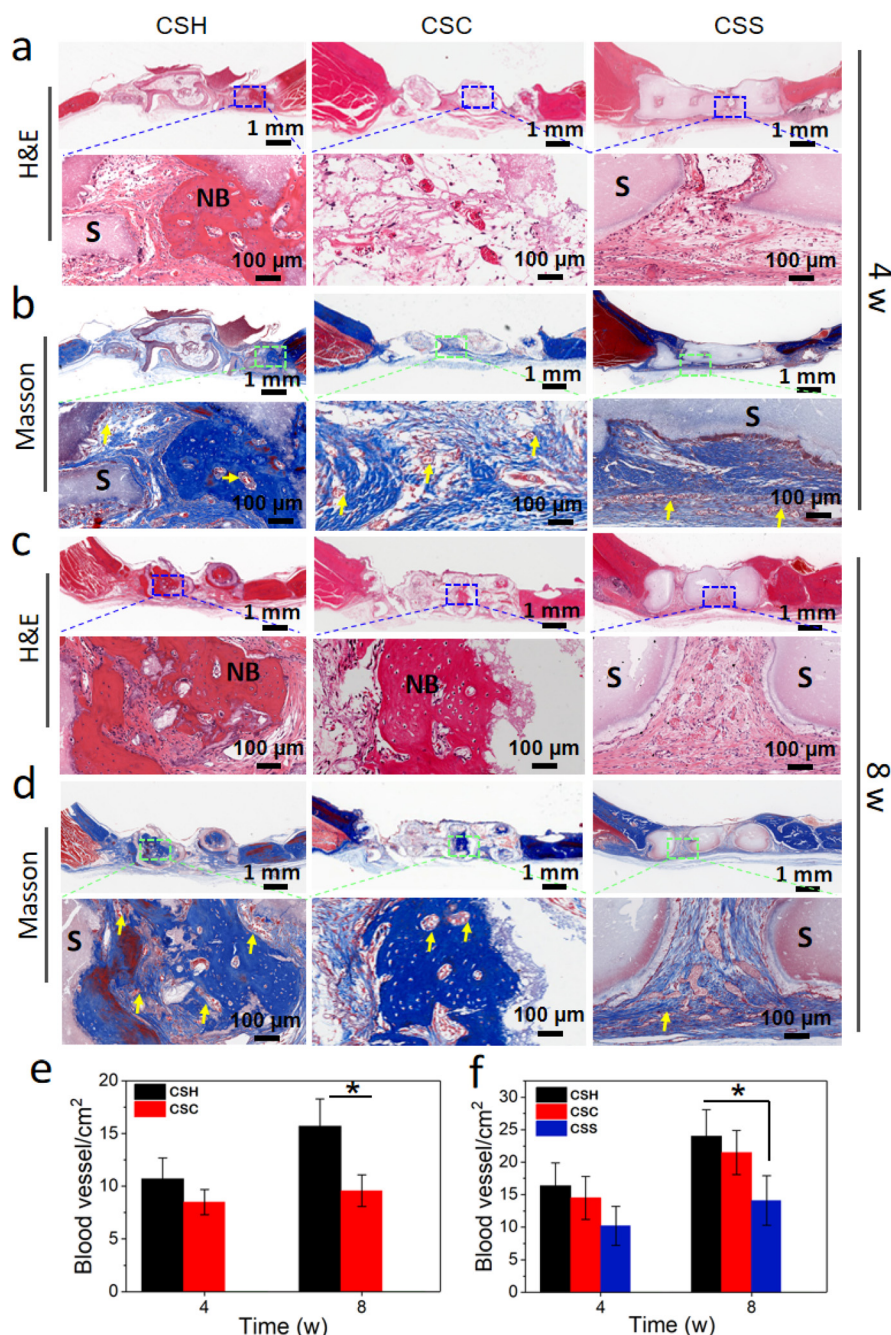 CSH CSC CSS
a
H&E
1 mm 1 mm 1 mm
S NB 100 μm 100 μm S 100 μm
4 w
b
Masson
1 mm 1 mm 1 mm
S 100 μm 100 μm S 100 μm
c
H&E
1 mm 1 mm 1 mm
NB 100 μm NB 100 μm S S 100 μm
8 w
d
Masson
1 mm 1 mm 1 mm
S 100 μm 100 μm S 100 μm
e
Blood vessel/cm²
20
15
10
5
0
CSH
CSC
*
4 8
Time (w)
f
Blood vessel/cm²
30
25
20
15
10
5
0
CSH
CSC
CSS
*
4 8
Time (w)